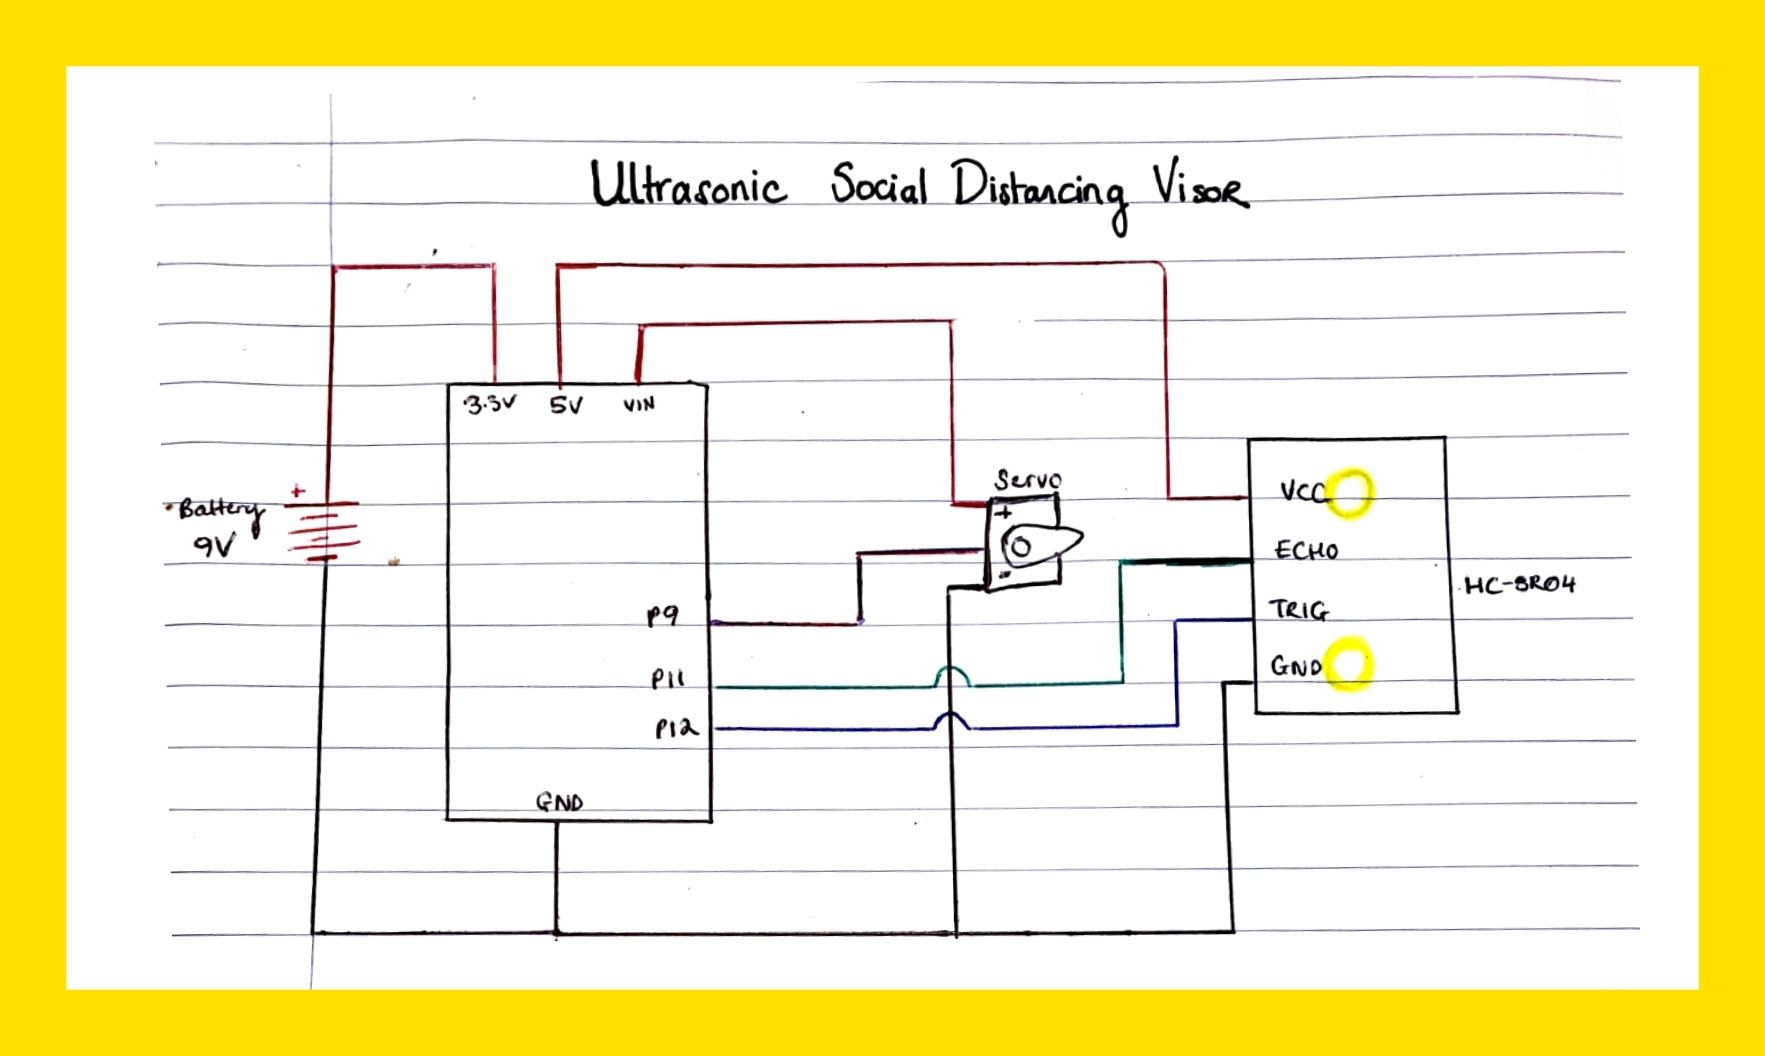 Ultrasonic Social Distancing Visor
3.3V 5V VIN
Servo
+
-
+
Battery
9V
P9
P11
P12
GND
VCC
ECHO
TRIG
GND
HC-SR04